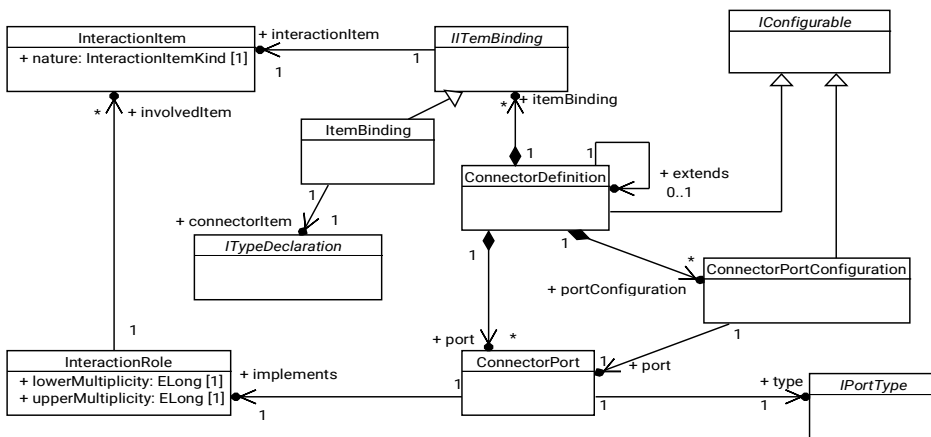 IConfigurable
InteractionItem
+ nature: InteractionItemKind [1]
+ interactionItem
1
1
IITemBinding
*
+ involvedItem
ItemBinding
*
+ itemBinding
1
1
ConnectorDefinition
+ extends
0..1
1
1
+ connectorItem
ITypeDeclaration
1
1
*
+ portConfiguration
ConnectorPortConfiguration
1
1
+ port
*
1
+ port
InteractionRole
+ lowerMultiplicity: ELong [1]
+ upperMultiplicity: ELong [1]
+ implements
1
1
ConnectorPort
1
1
+ type
IPortType